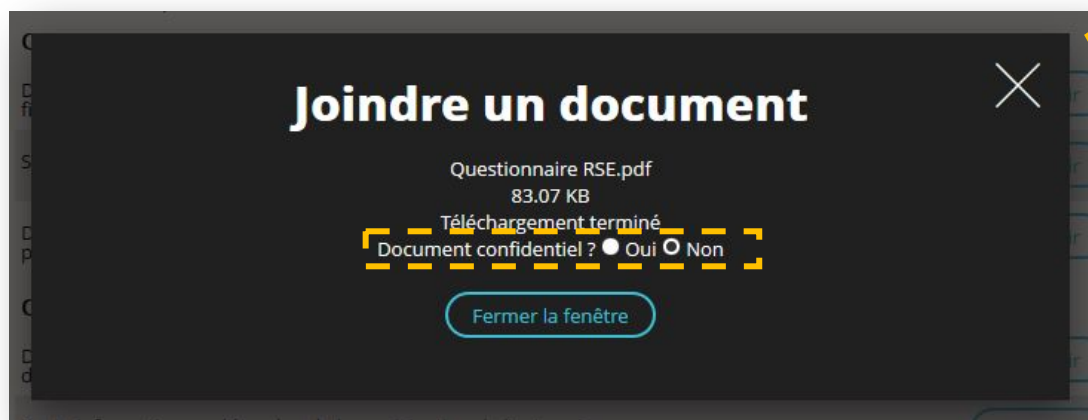 Joindre un document
Questionnaire RSE.pdf
83.07 KB
Téléchargement terminé
Document confidentiel ? Oui Non
Fermer la fenêtre